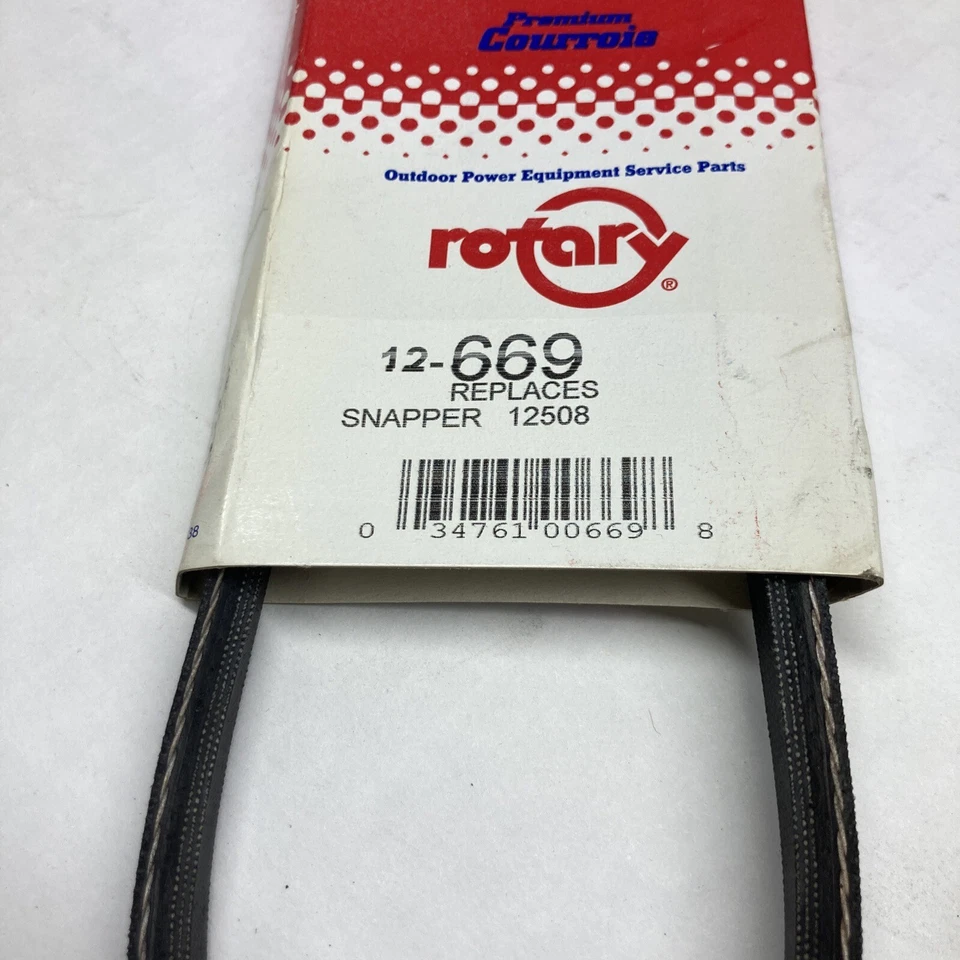 Premium
Courroie
Outdoor Power Equipment Service Parts
rotary
®
12-669
REPLACES
SNAPPER 12508
0 34761 00669 8